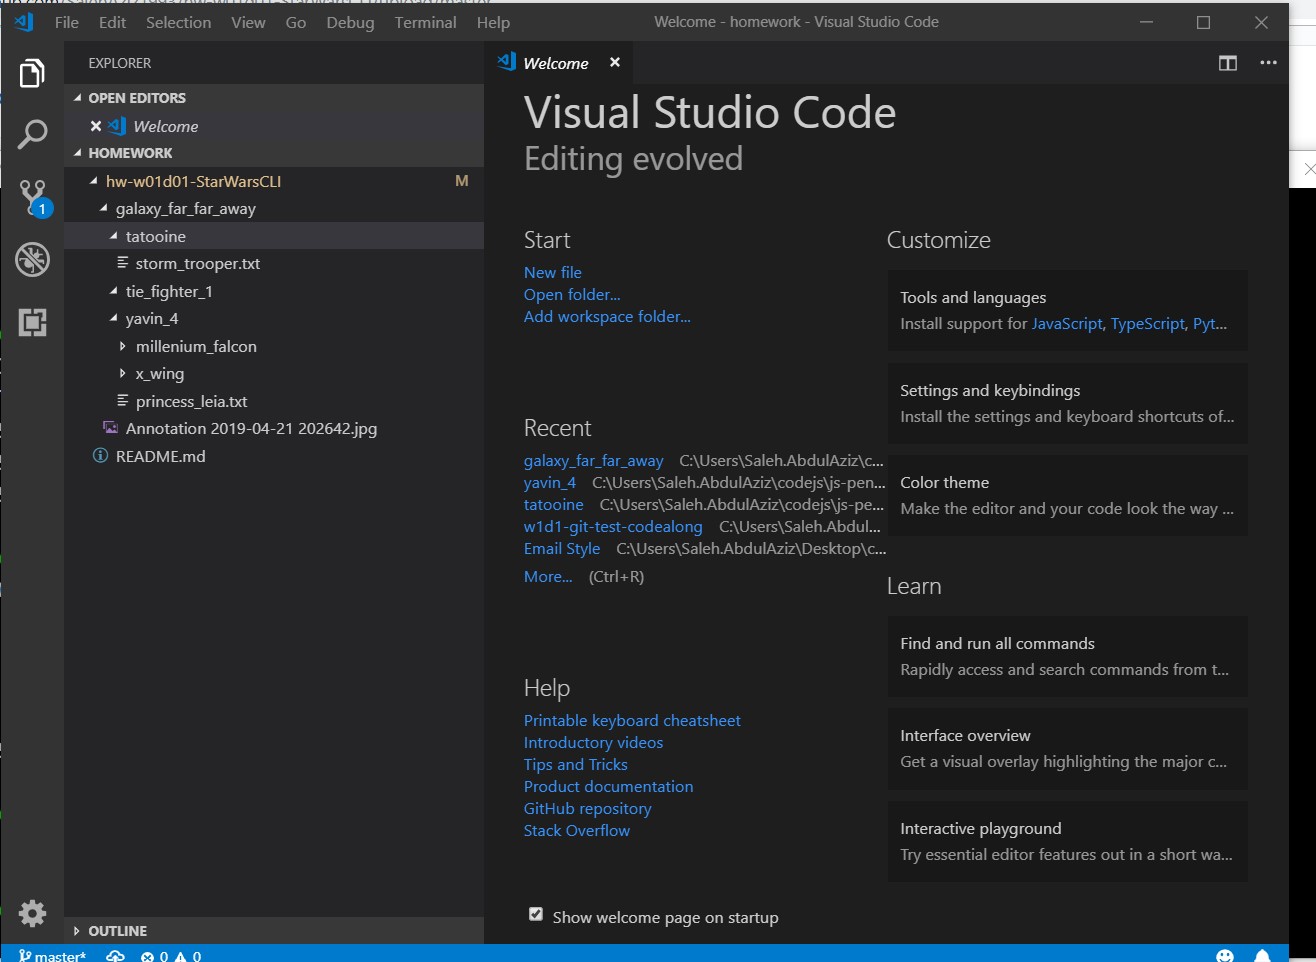 File Edit Selection View Go Debug Terminal Help
Welcome - homework - Visual Studio Code
EXPLORER
OPEN EDITORS
Welcome
HOMEWORK
hw-w01d01-StarWarsCLI M
galaxy_far_far_away
tatooine
storm_trooper.txt
tie_fighter_1
yavin_4
millenium_falcon
x_wing
princess_leia.txt
Annotation 2019-04-21 202642.jpg
README.md
OUTLINE
1
Welcome
Visual Studio Code
Editing evolved
Start
New file
Open folder...
Add workspace folder...
Recent
galaxy_far_far_away C:\Users\Saleh.AbdulAziz\c...
yavin_4 C:\Users\Saleh.AbdulAziz\codejs\js-pen...
tatooine C:\Users\Saleh.AbdulAziz\codejs\js-pe...
w1d1-git-test-codealong C:\Users\Saleh.Abdul...
Email Style C:\Users\Saleh.AbdulAziz\Desktop\c...
More... (Ctrl+R)
Help
Printable keyboard cheatsheet
Introductory videos
Tips and Tricks
Product documentation
GitHub repository
Stack Overflow
Show welcome page on startup
Customize
Tools and languages
Install support for JavaScript, TypeScript, Pyt...
Settings and keybindings
Install the settings and keyboard shortcuts of...
Color theme
Make the editor and your code look the way ...
Learn
Find and run all commands
Rapidly access and search commands from t...
Interface overview
Get a visual overlay highlighting the major c...
Interactive playground
Try essential editor features out in a short wa...
master* 0 0